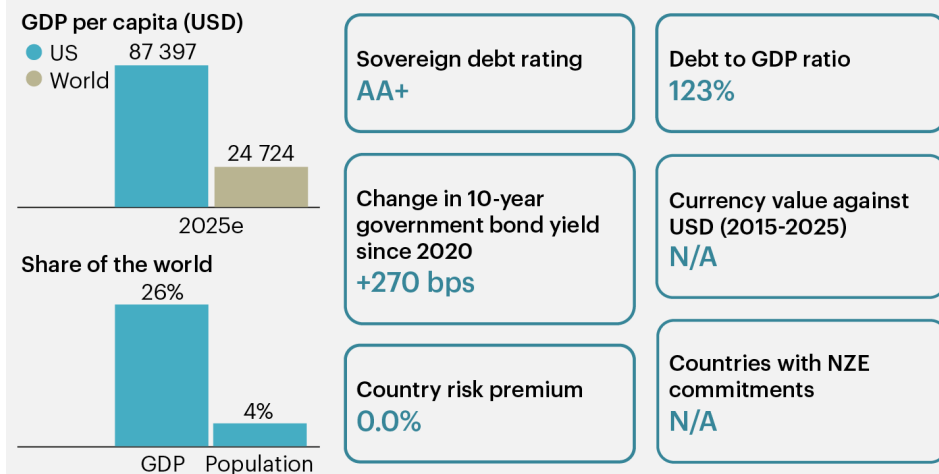 GDP per capita (USD)
US
World
87 397
24 724
2025e
Share of the world
26%
4%
GDP
Population
Sovereign debt rating
AA+
Change in 10-year
government bond yield
since 2020
+270 bps
Country risk premium
0.0%
Debt to GDP ratio
123%
Currency value against
USD (2015-2025)
N/A
Countries with NZE
commitments
N/A